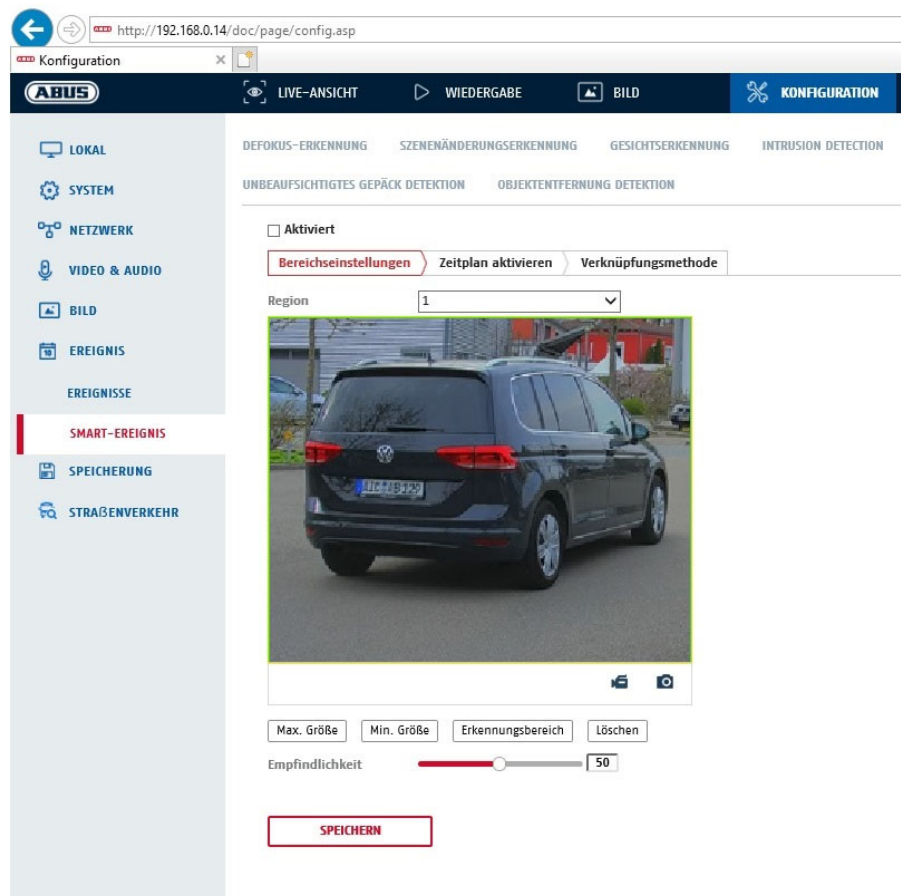 http://192.168.0.14/doc/page/config.asp
Konfiguration
ABUS
LIVE-ANSICHT
WIEDERGABE
BILD
KONFIGURATION
LOKAL
SYSTEM
NETZWERK
VIDEO & AUDIO
BILD
EREIGNIS
EREIGNISSE
SMART-EREIGNIS
SPEICHERUNG
STRAßENVERKEHR
DEFOKUS-ERKENNUNG SZENENÄNDERUNGSERKENNUNG GESICHTSERKENNUNG INTRUSION DETECTION
UNBEAUFSICHTIGTES GEPÄCK DETEKTION OBJEKTENTFERNUNG DETEKTION
Aktiviert
Bereichseinstellungen Zeitplan aktivieren Verknüpfungsmethode
Region 1
Max. Größe Min. Größe Erkennungsbereich Löschen
Empfindlichkeit 50
SPEICHERN